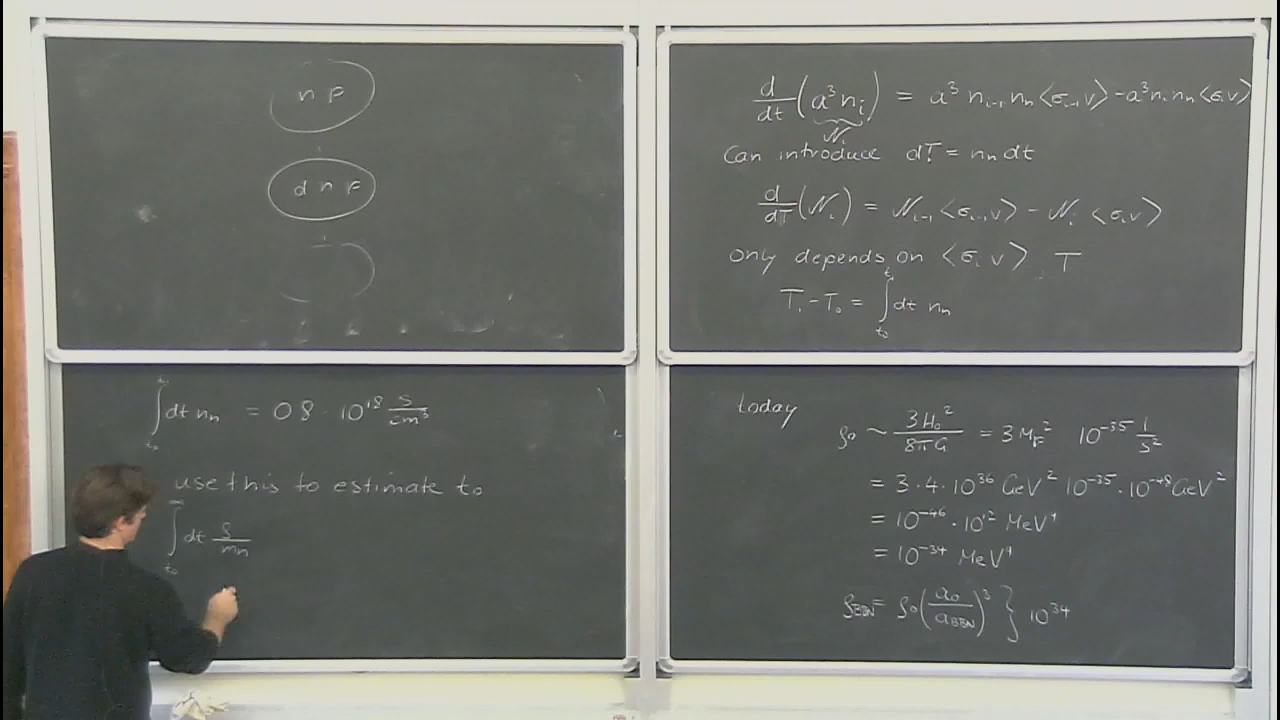 n p
d n p
d/dt (a³ nᵢ) = a³ nᵢ₋₁ nₙ ⟨σᵢ₋₁ v⟩ - a³ nᵢ nₙ ⟨σᵢ v⟩
𝒩ᵢ
Can introduce dT = nₙ dt
d/dT (𝒩ᵢ) = 𝒩ᵢ₋₁ ⟨σᵢ₋₁ v⟩ - 𝒩ᵢ ⟨σᵢ v⟩
only depends on ⟨σᵢ v⟩ T
T₁ - T₀ = ∫ dt nₙ
∫ dt nₙ = 0.8 · 10¹⁸ s/cm³
use this to estimate t₀
∫ dt ρ/mₙ
today
ρ₀ ~ 3H₀²/8πG = 3 Mₚ² 10⁻³⁵ 1/s²
= 3 · 4 · 10³⁶ GeV² 10⁻³⁵ · 10⁻⁴⁸ GeV²
= 10⁻⁴⁶ · 10¹² MeV⁴
= 10⁻³⁴ MeV⁴
ρ_BBN = ρ₀ (a₀/a_BBN)³ } 10³⁴